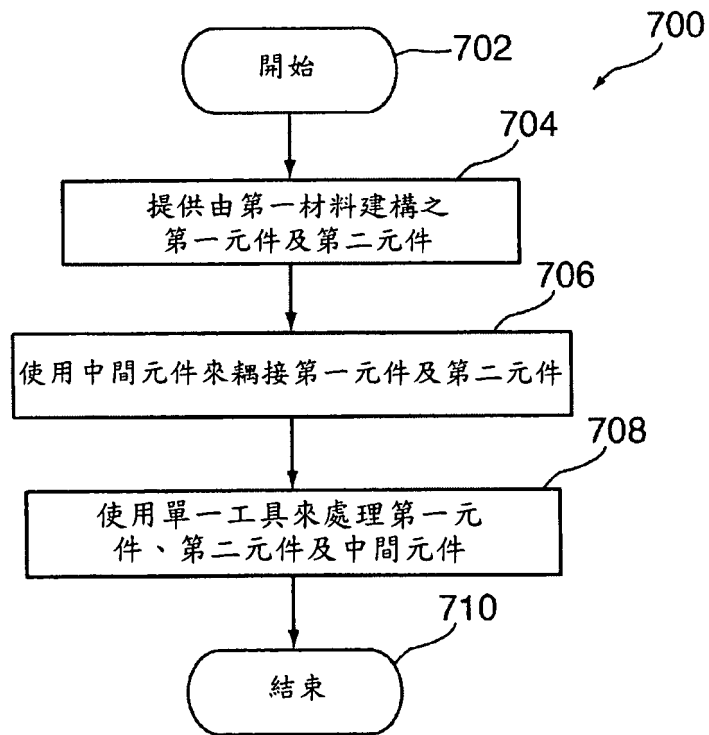 700
開始
702
704
提供由第一材料建構之
第一元件及第二元件
706
使用中間元件來耦接第一元件及第二元件
708
使用單一工具來處理第一元
件、第二元件及中間元件
710
結束